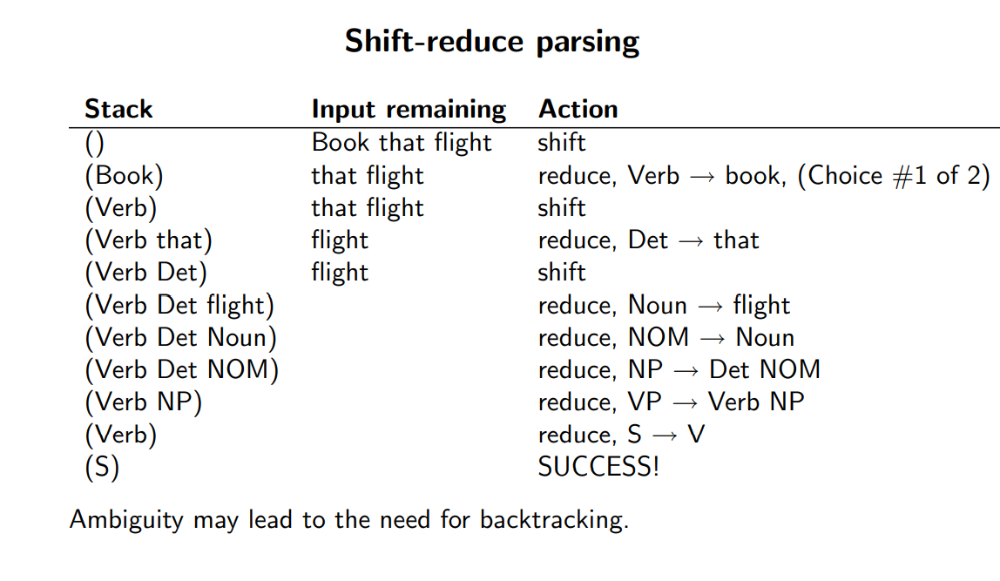 Shift-reduce parsing
Stack Input remaining Action
() Book that flight shift
(Book) that flight reduce, Verb → book, (Choice #1 of 2)
(Verb) that flight shift
(Verb that) flight reduce, Det → that
(Verb Det) flight shift
(Verb Det flight) reduce, Noun → flight
(Verb Det Noun) reduce, NOM → Noun
(Verb Det NOM) reduce, NP → Det NOM
(Verb NP) reduce, VP → Verb NP
(Verb) reduce, S → V
(S) SUCCESS!
Ambiguity may lead to the need for backtracking.